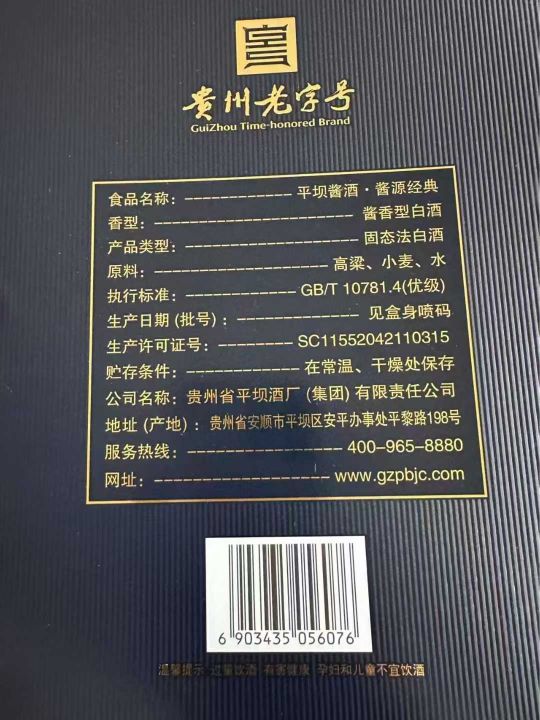 贵州老字号
GuiZhou Time-honored Brand
食品名称：------------- 平坝酱酒·酱源经典
香型：------------------------ 酱香型白酒
产品类型：--------------------- 固态法白酒
原料：--------------------- 高粱、小麦、水
执行标准：------------- GB/T 10781.4(优级)
生产日期(批号)：------------- 见盒身喷码
生产许可证号：-------- SC11552042110315
贮存条件：------------- 在常温、干燥处保存
公司名称：贵州省平坝酒厂(集团)有限责任公司
地址(产地)：贵州省安顺市平坝区安平办事处平黎路198号
服务热线：------------------- 400-965-8880
网址：-------------------- www.gzpbjc.com
6 903435 056076
温馨提示 过量饮酒 有害健康 孕妇和儿童不宜饮酒